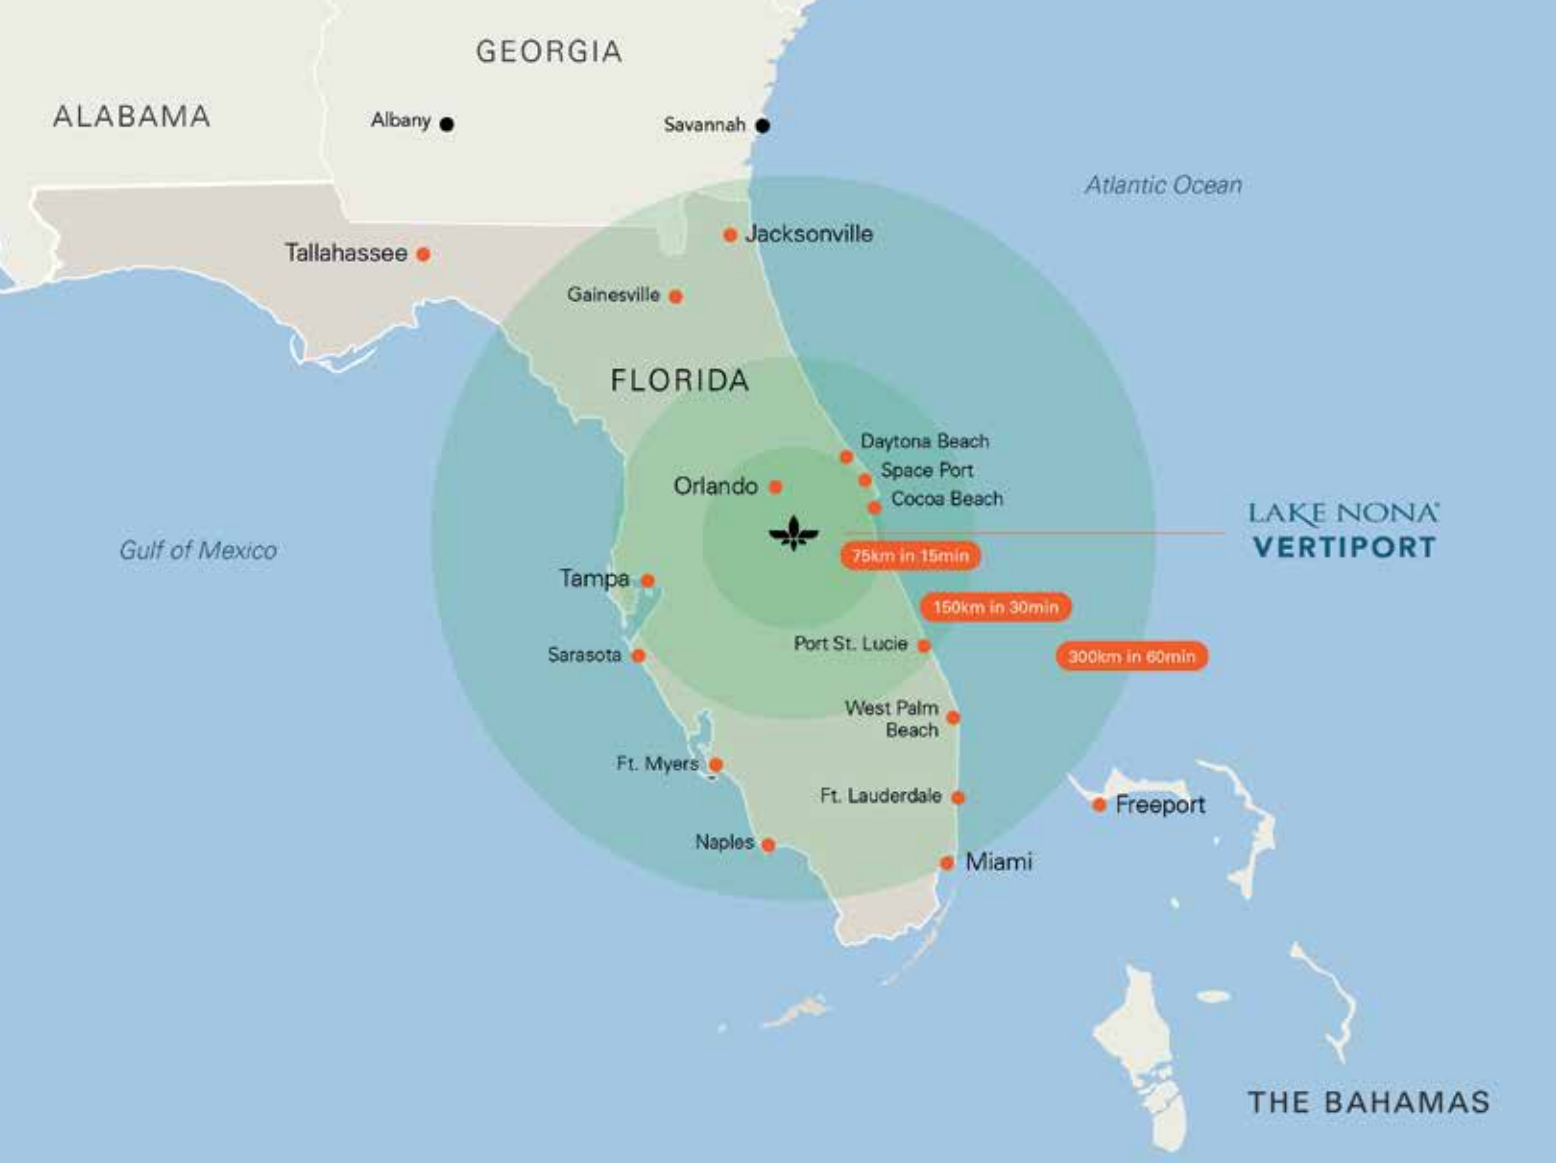 GEORGIA
ALABAMA
Albany
Savannah
Atlantic Ocean
Jacksonville
Tallahassee
Gainesville
FLORIDA
Daytona Beach
Space Port
Orlando
Cocoa Beach
LAKE NONA®
VERTIPORT
Gulf of Mexico
75km in 15min
Tampa
150km in 30min
Port St. Lucie
Sarasota
300km in 60min
West Palm
Beach
Ft. Myers
Ft. Lauderdale
Freeport
Naples
Miami
THE BAHAMAS